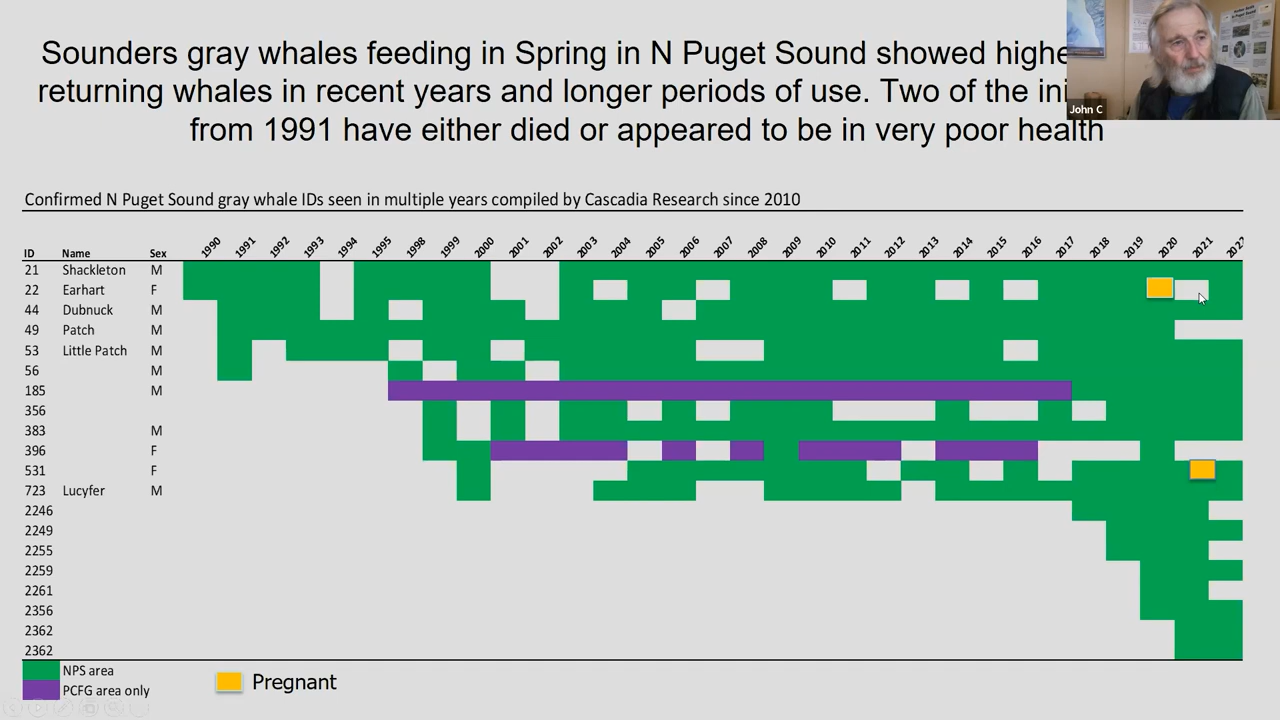 Sounders gray whales feeding in Spring in N Puget Sound showed
returning whales in recent years and longer periods of use. Two of the
from 1991 have either died or appeared to be in very poor health
John C
Confirmed N Puget Sound gray whale IDs seen in multiple years compiled by Cascadia Research since 2010
ID Name Sex 1990 1991 1992 1993 1994 1995 1998 1999 2000 2001 2002 2003 2004 2005 2006 2007 2008 2009 2010 2011 2012 2013 2014 2015 2016 2017 2018 2019 2020 2021
21 Shackleton M
22 Earhart F
44 Dubnuck M
49 Patch M
53 Little Patch M
56 M
185 M
356
383 M
396 F
531 F
723 Lucyfer M
2246
2249
2255
2259
2261
2356
2362
2362
NPS area
PCFG area only
Pregnant